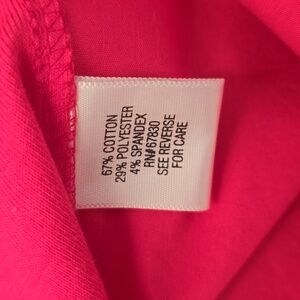 67% COTTON
29% POLYESTER
4% SPANDEX
RN#67830
SEE REVERSE
FOR CARE